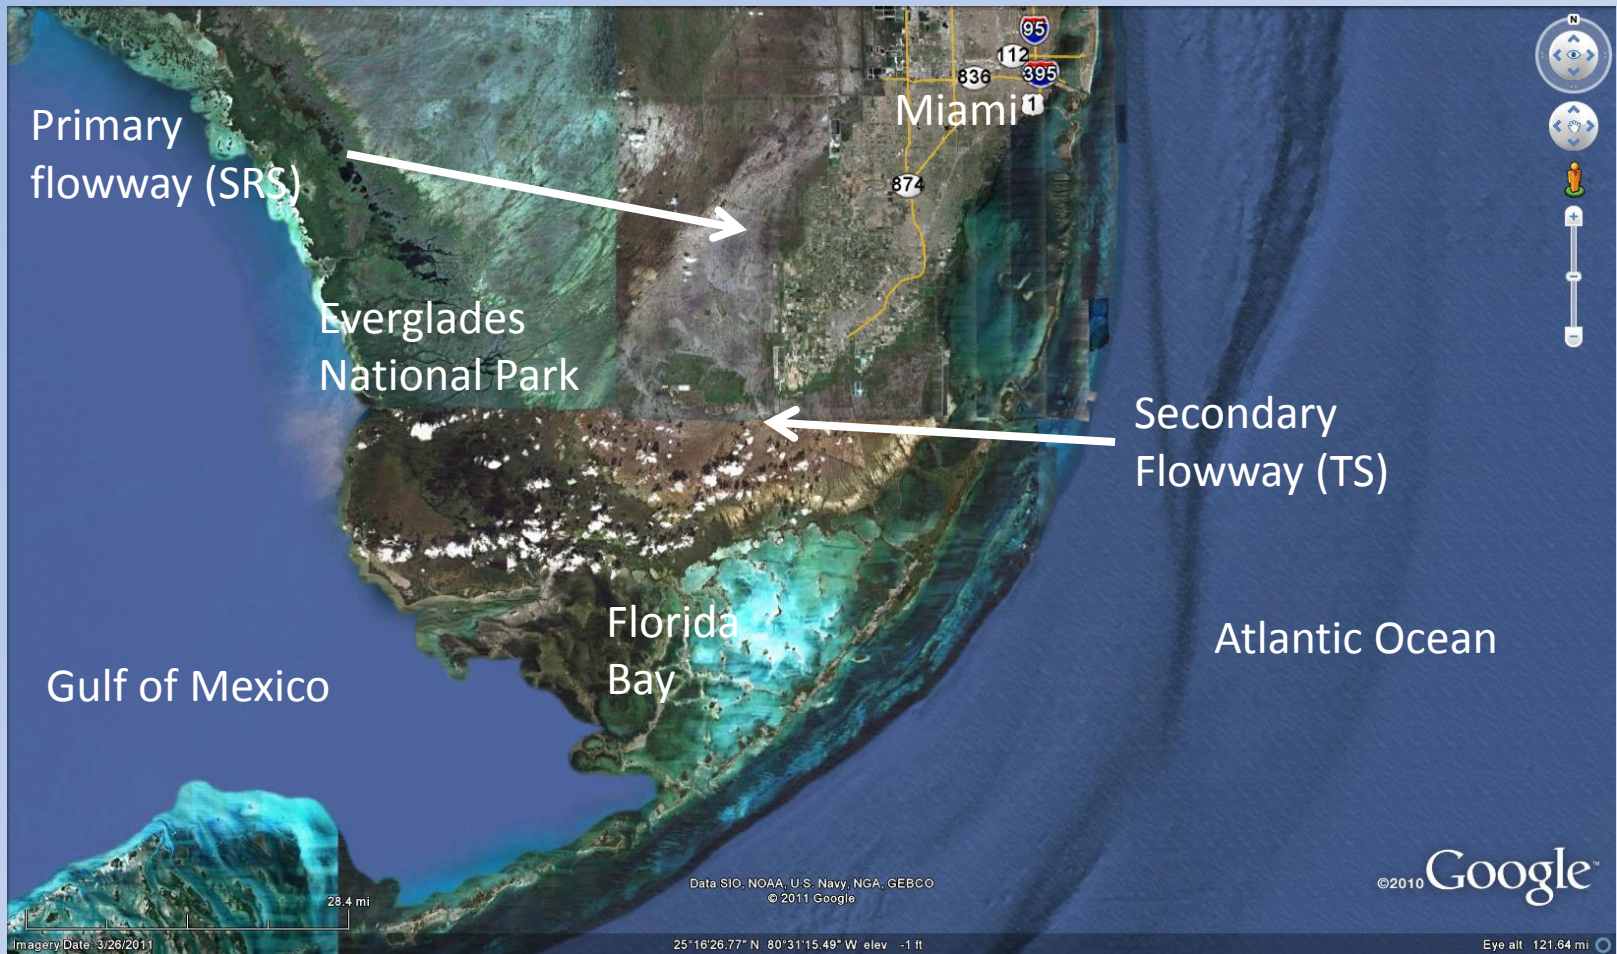 N
95
112
836
395
Miami
1
Primary
flowway (SRS)
874
Everglades
National Park
Secondary
Flowway (TS)
Florida
Bay
Atlantic Ocean
Gulf of Mexico
©2010 Google™
Data SIO, NOAA, U.S. Navy, NGA, GEBCO
© 2011 Google
28.4 mi
Imagery Date: 3/26/2011
25°16'26.77" N 80°31'15.49" W elev -1 ft
Eye alt 121.64 mi